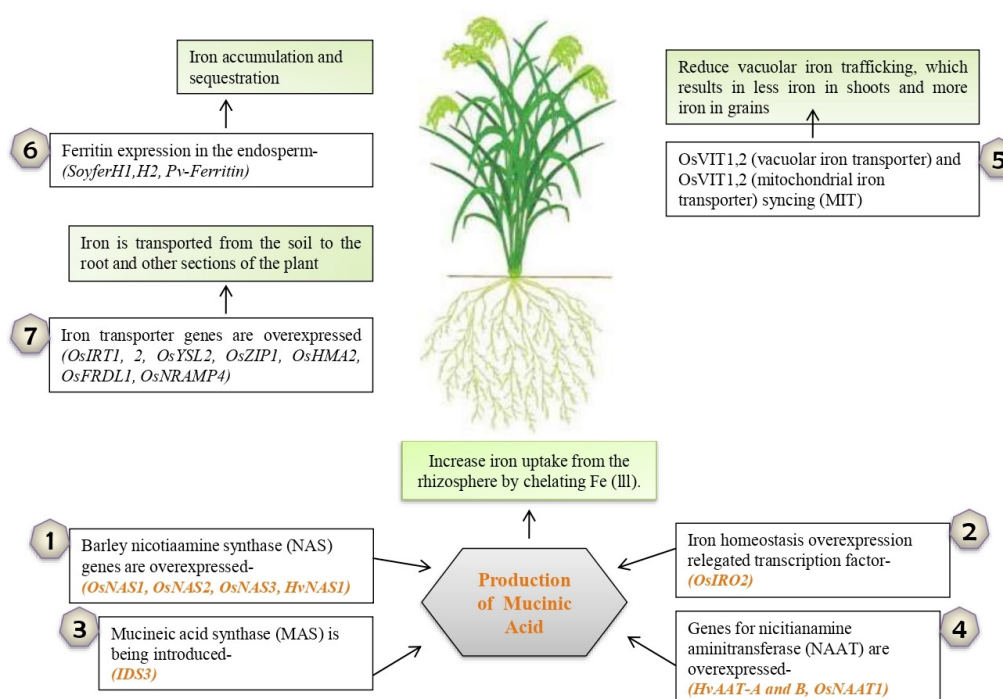 Iron accumulation and
sequestration
6
Ferritin expression in the endosperm-
(SoyferH1,H2, Pv-Ferritin)
Iron is transported from the soil to the
root and other sections of the plant
7
Iron transporter genes are overexpressed
(OsIRT1, 2, OsYSL2, OsZIP1, OsHMA2,
OsFRDL1, OsNRAMP4)
Reduce vacuolar iron trafficking, which
results in less iron in shoots and more
iron in grains
OsVIT1,2 (vacuolar iron transporter) and
OsVIT1,2 (mitochondrial iron
transporter) syncing (MIT)
5
Increase iron uptake from the
rhizosphere by chelating Fe (lll).
1
Barley nicotiaamine synthase (NAS)
genes are overexpressed-
(OsNAS1, OsNAS2, OsNAS3, HvNAS1)
3
Mucineic acid synthase (MAS) is
being introduced-
(IDS3)
Production
of Mucinic
Acid
2
Iron homeostasis overexpression
relegated transcription factor-
(OsIRO2)
4
Genes for nicitianamine
aminitransferase (NAAT) are
overexpressed-
(HvAAT-A and B, OsNAAT1)